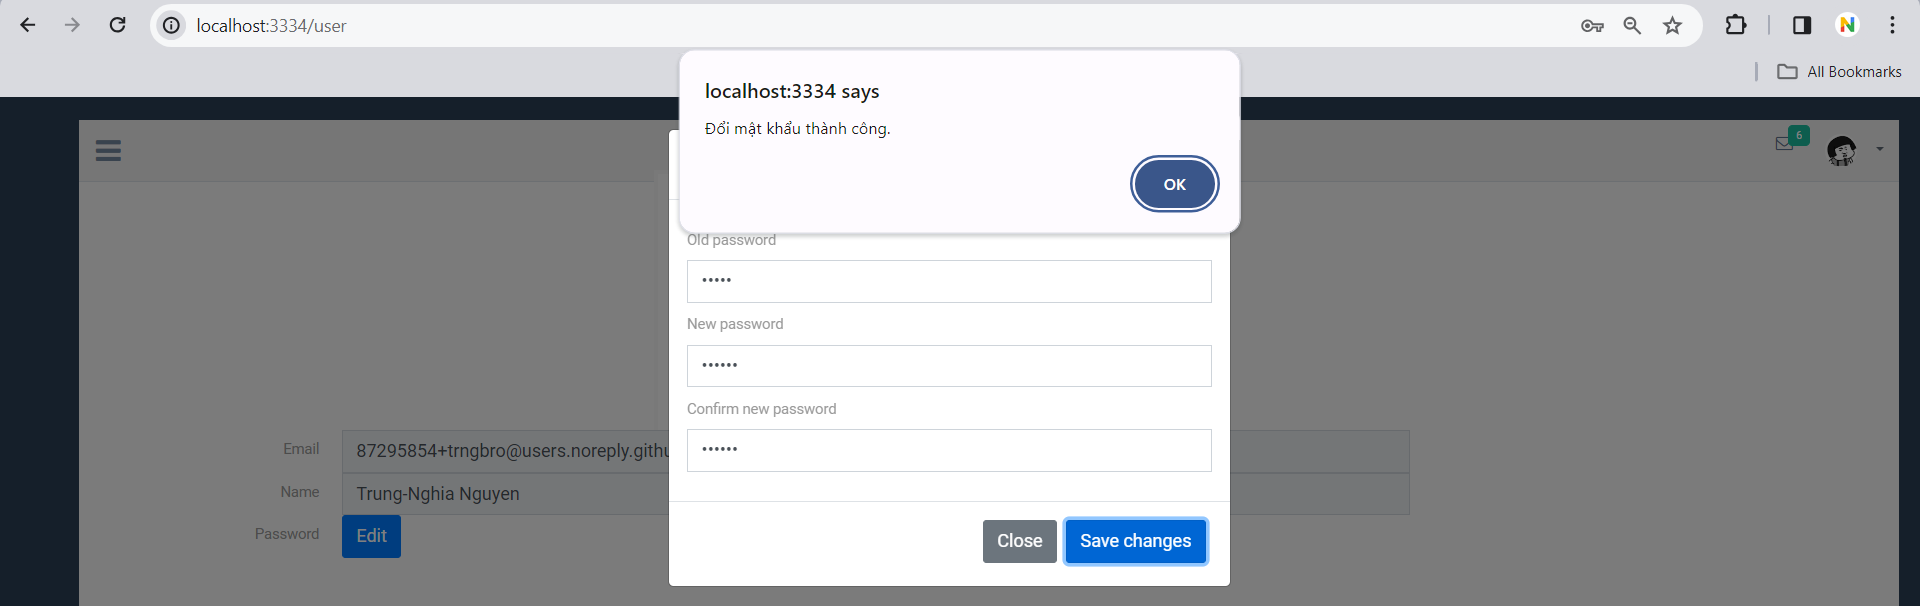 localhost:3334/user
N
All Bookmarks
localhost:3334 says
Đổi mật khẩu thành công.
OK
6
Old password
•••••
New password
••••••
Confirm new password
••••••
Email
87295854+trngbro@users.noreply.githu
Name
Trung-Nghia Nguyen
Password
Edit
Close
Save changes